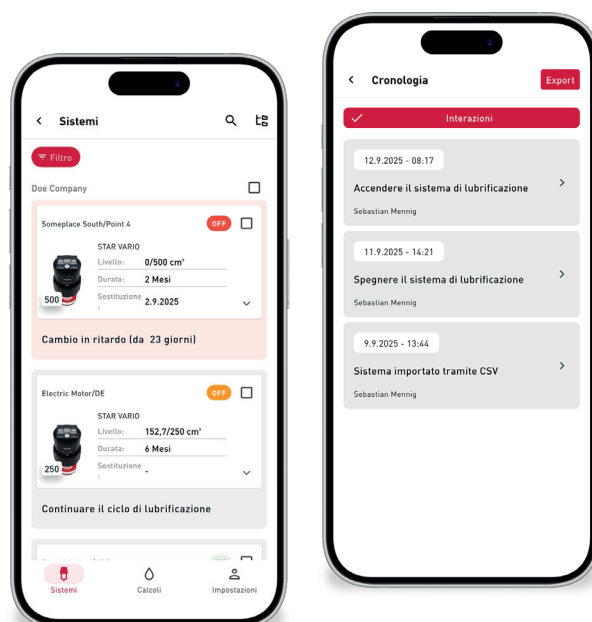 Sistemi
Filtro
Doe Company
Someplace South/Point 4
OFF
STAR VARIO
Livello: 0/500 cm³
Durata: 2 Mesi
Sostituzione
: 2.9.2025
500
Cambio in ritardo (da 23 giorni)
Electric Motor/DE
OFF
STAR VARIO
Livello: 152,7/250 cm³
Durata: 6 Mesi
Sostituzione
: -
250
Continuare il ciclo di lubrificazione
Sistemi
Calcoli
Impostazioni
Cronologia
Export
Interazioni
12.9.2025 - 08:17
Accendere il sistema di lubrificazione
Sebastian Mennig
11.9.2025 - 14:21
Spegnere il sistema di lubrificazione
Sebastian Mennig
9.9.2025 - 13:44
Sistema importato tramite CSV
Sebastian Mennig